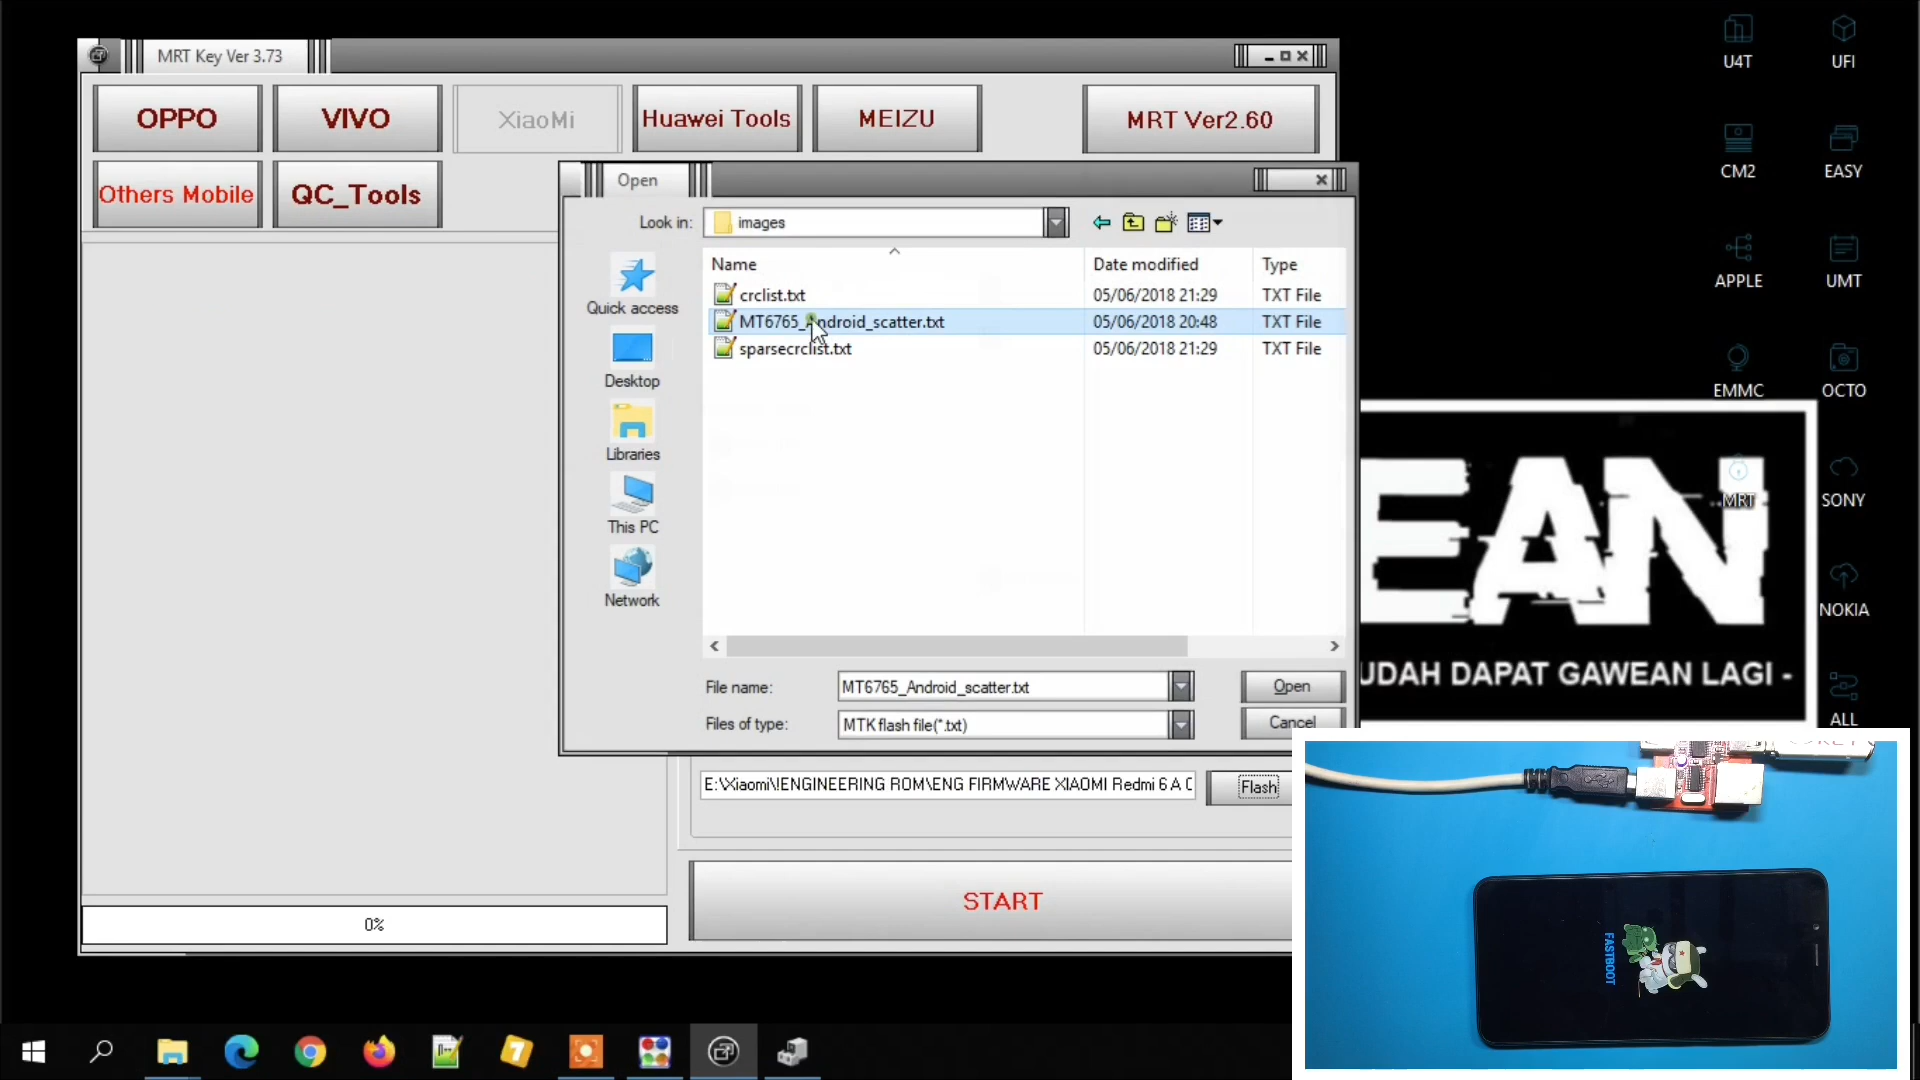 MRT Key Ver 3.73
OPPO
VIVO
XiaoMi
Huawei Tools
MEIZU
MRT Ver2.60
Others Mobile
QC_Tools
Open
Look in:
images
Quick access
Desktop
Libraries
This PC
Network
Name
Date modified
Type
crclist.txt
05/06/2018 21:29
TXT File
MT6765_Android_scatter.txt
05/06/2018 20:48
TXT File
sparsecrclist.txt
05/06/2018 21:29
TXT File
File name:
MT6765_Android_scatter.txt
Open
Files of type:
MTK flash file(*.txt)
Cancel
E:\Xiaomi\!ENGINEERING ROM\ENG FIRMWARE XIAOMI Redmi 6 A C
Flash
START
0%
U4T
UFI
CM2
EASY
APPLE
UMT
EMMC
OCTO
MRT
SONY
NOKIA
ALL
EAN
UDAH DAPAT GAWEAN LAGI -
FASTBOOT